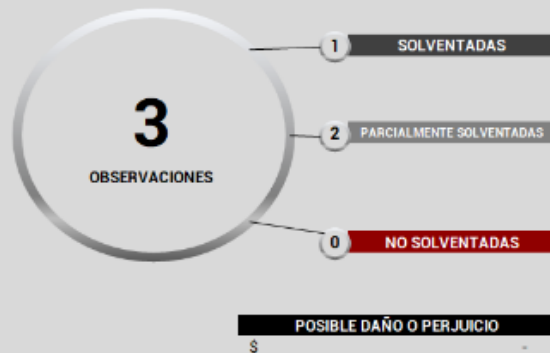 3
OBSERVACIONES
1 SOLVENTADAS
2 PARCIALMENTE SOLVENTADAS
0 NO SOLVENTADAS
POSIBLE DAÑO O PERJUICIO
$ -